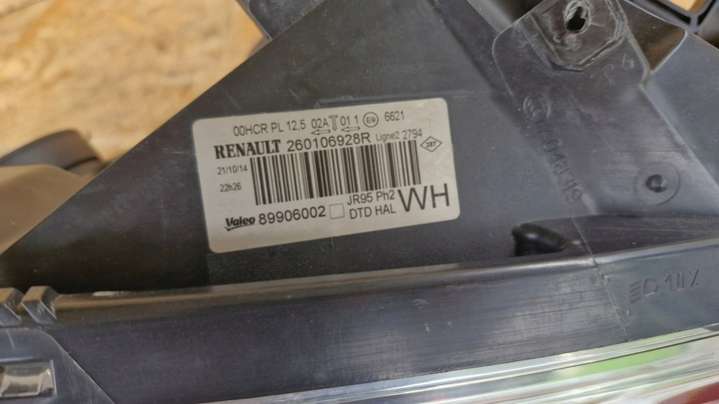 00HCR PL 12.5 02A 01 1 6621
RENAULT 260106928R Ligne2 2794
21/10/14
22h26
JR95 Ph2
Valeo 89906002 DTD HAL WH